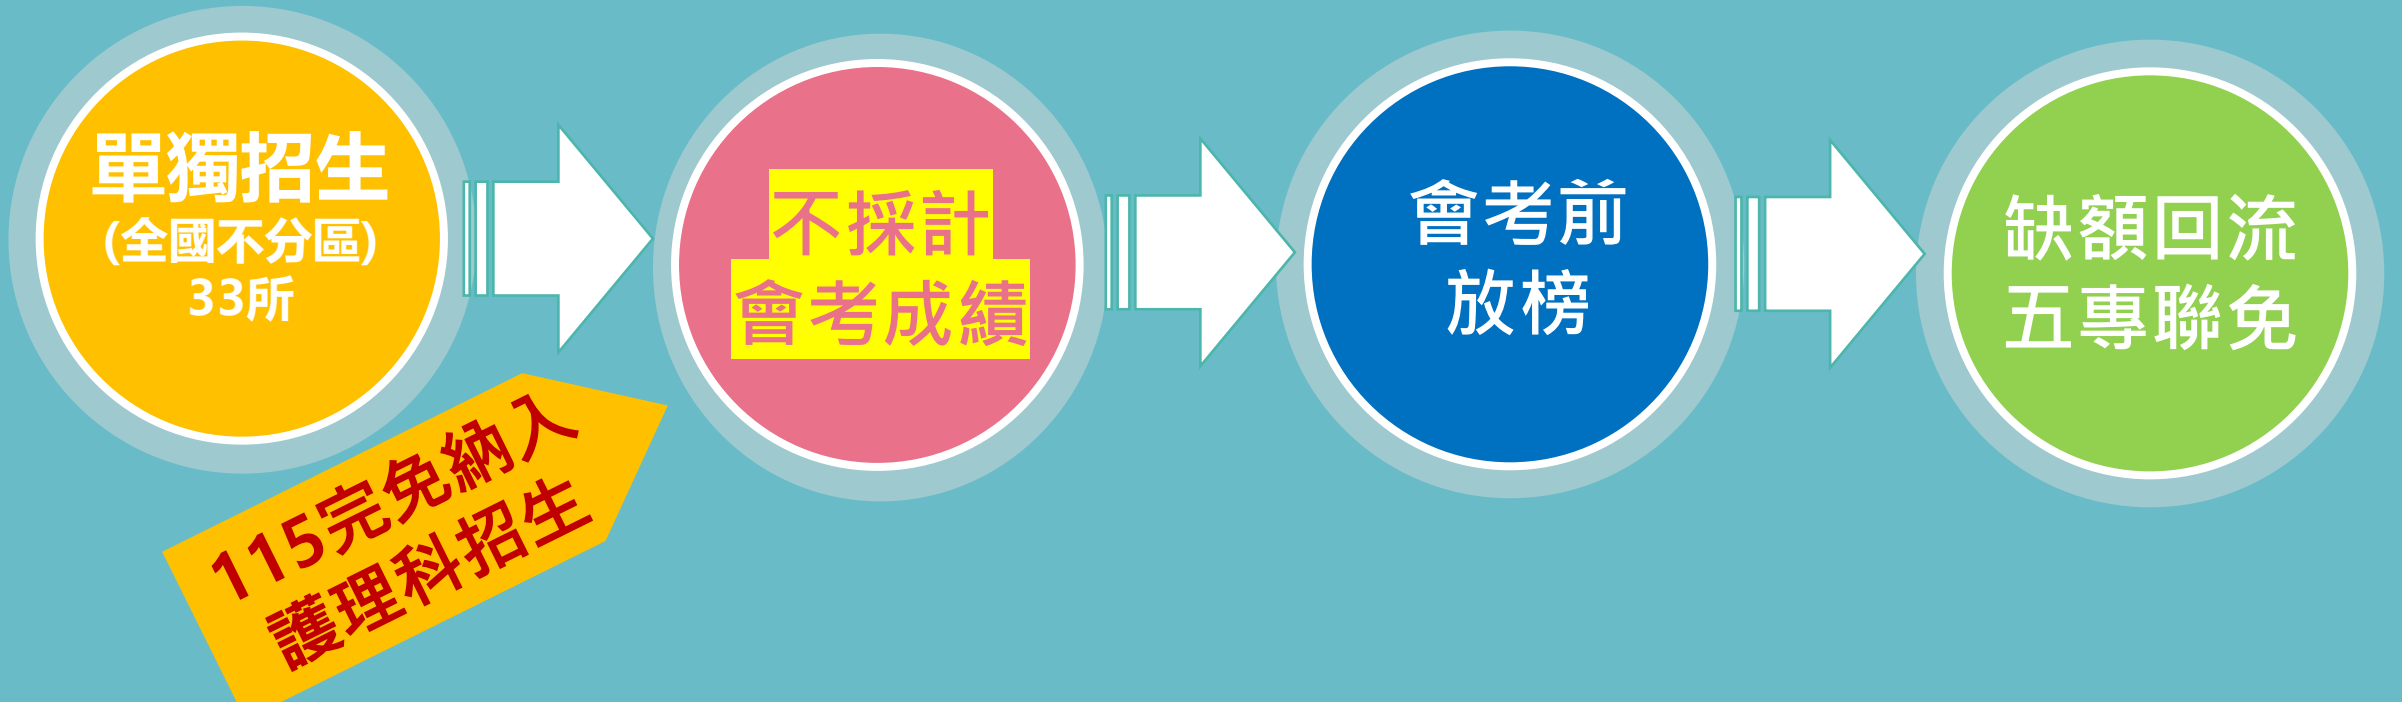 單獨招生
(全國不分區)
33所
不採計
會考成績
會考前
放榜
缺額回流
五專聯免
115完免納入
護理科招生